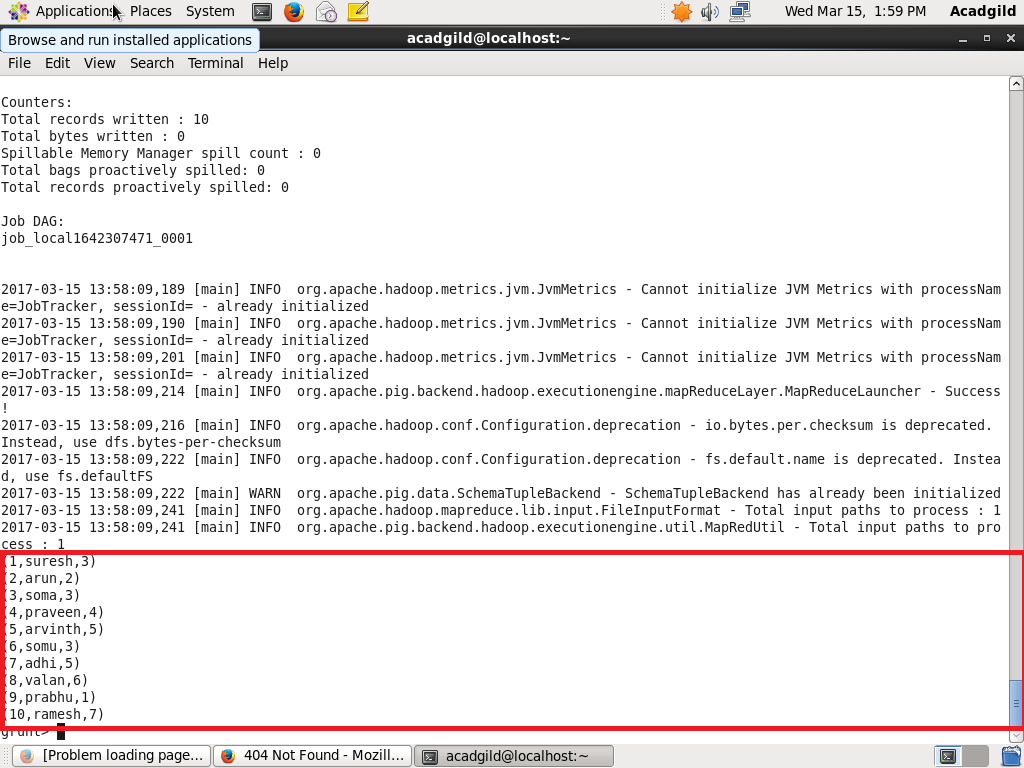 Applications Places System Wed Mar 15, 1:59 PM Acadgild
Browse and run installed applications
acadgild@localhost:~
File Edit View Search Terminal Help
Counters:
Total records written : 10
Total bytes written : 0
Spillable Memory Manager spill count : 0
Total bags proactively spilled: 0
Total records proactively spilled: 0
Job DAG:
job_local1642307471_0001
2017-03-15 13:58:09,189 [main] INFO  org.apache.hadoop.metrics.jvm.JvmMetrics - Cannot initialize JVM Metrics with processNam
e=JobTracker, sessionId= - already initialized
2017-03-15 13:58:09,190 [main] INFO  org.apache.hadoop.metrics.jvm.JvmMetrics - Cannot initialize JVM Metrics with processNam
e=JobTracker, sessionId= - already initialized
2017-03-15 13:58:09,201 [main] INFO  org.apache.hadoop.metrics.jvm.JvmMetrics - Cannot initialize JVM Metrics with processNam
e=JobTracker, sessionId= - already initialized
2017-03-15 13:58:09,214 [main] INFO  org.apache.pig.backend.hadoop.executionengine.mapReduceLayer.MapReduceLauncher - Success
!
2017-03-15 13:58:09,216 [main] INFO  org.apache.hadoop.conf.Configuration.deprecation - io.bytes.per.checksum is deprecated.
Instead, use dfs.bytes-per-checksum
2017-03-15 13:58:09,222 [main] INFO  org.apache.hadoop.conf.Configuration.deprecation - fs.default.name is deprecated. Instea
d, use fs.defaultFS
2017-03-15 13:58:09,222 [main] WARN  org.apache.pig.data.SchemaTupleBackend - SchemaTupleBackend has already been initialized
2017-03-15 13:58:09,241 [main] INFO  org.apache.hadoop.mapreduce.lib.input.FileInputFormat - Total input paths to process : 1
2017-03-15 13:58:09,241 [main] INFO  org.apache.pig.backend.hadoop.executionengine.util.MapRedUtil - Total input paths to pro
cess : 1
(1,suresh,3)
(2,arun,2)
(3,soma,3)
(4,praveen,4)
(5,arvinth,5)
(6,somu,3)
(7,adhi,5)
(8,valan,6)
(9,prabhu,1)
(10,ramesh,7)
grunt>
[Problem loading page... 404 Not Found - Mozill... acadgild@localhost:~